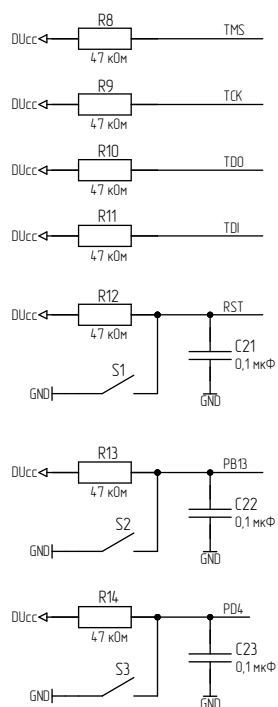 R8
TMS
DUcc
47 кОм
R9
TCK
DUcc
47 кОм
R10
TDO
DUcc
47 кОм
R11
TDI
DUcc
47 кОм
R12
RST
DUcc
47 кОм
C21
0,1 мкФ
S1
GND
GND
R13
PB13
DUcc
47 кОм
C22
0,1 мкФ
S2
GND
GND
R14
PD4
DUcc
47 кОм
C23
0,1 мкФ
S3
GND
GND